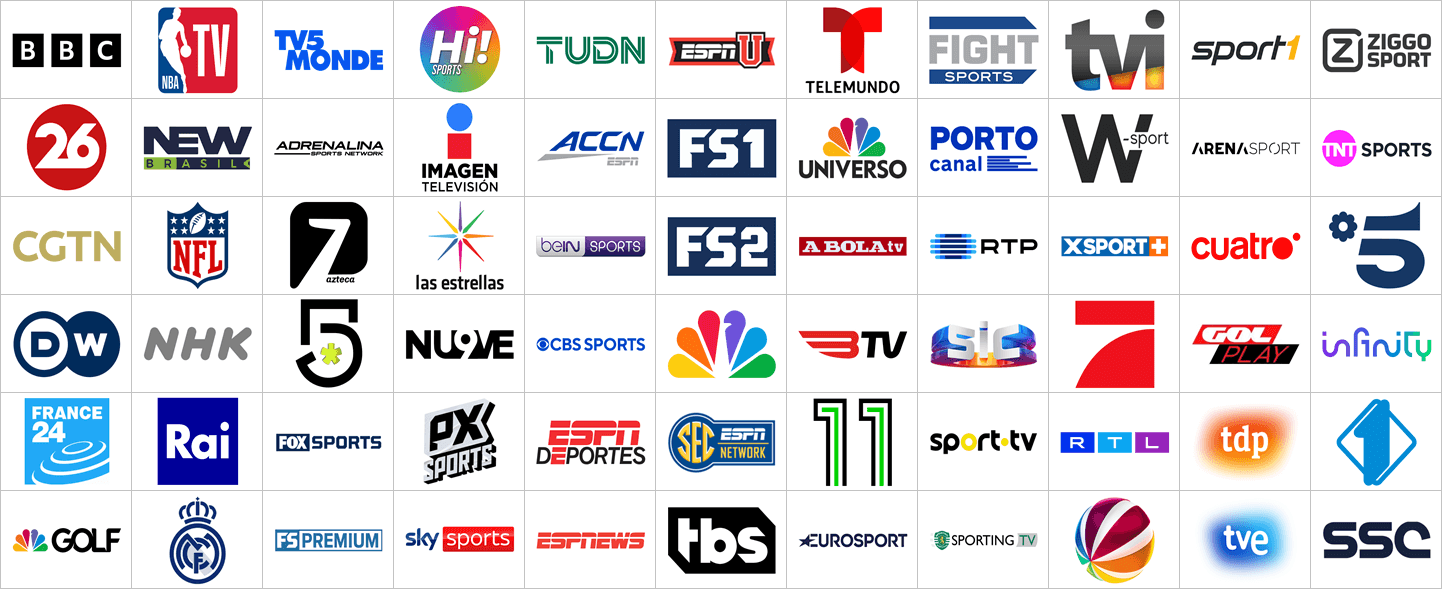 BBC
NBA TV
TV5
MONDE
Hi!
SPORTS
TUDN
ESPN U
TELEMUNDO
FIGHT
SPORTS
tvi
sport1
ZIGGO
SPORT
Z
26
NEW
BRASIL
ADRENALINA
SPORTS NETWORK
IMAGEN
TELEVISIÓN
ACCN
ESPN
FS1
UNIVERSO
PORTO
canal
W-sport
ARENASPORT
TNT SPORTS
CGTN
NFL
7
azteca
las estrellas
beIN SPORTS
FS2
A BOLA tv
RTP
XSPORT+
cuatro
5
DW
NHK
5
NU9VE
CBS SPORTS
BTV
SIC
7
GOL
PLAY
infinity
FRANCE
24
Rai
FOX SPORTS
PX
SPORTS
ESPN
DEPORTES
SEC ESPN
NETWORK
11
sport.tv
RTL
tdp
1
GOLF
MCF
FS PREMIUM
sky sports
ESPNEWS
tbs
EUROSPORT
SPORTING TV
tve
SSC